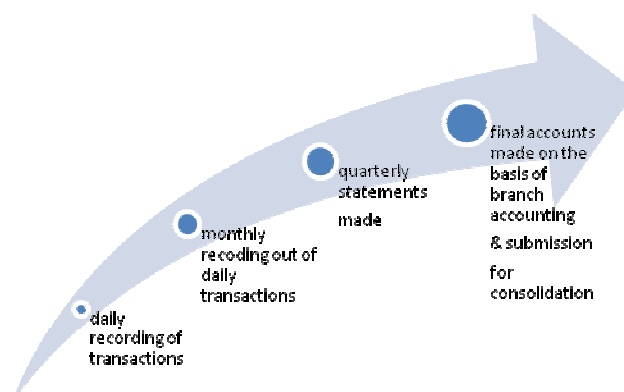 daily
recording of
transactions
monthly
recoding out of
daily
transactions
quarterly
statements
made
final accounts
made on the
basis of
branch
accounting
& submission
for
consolidation